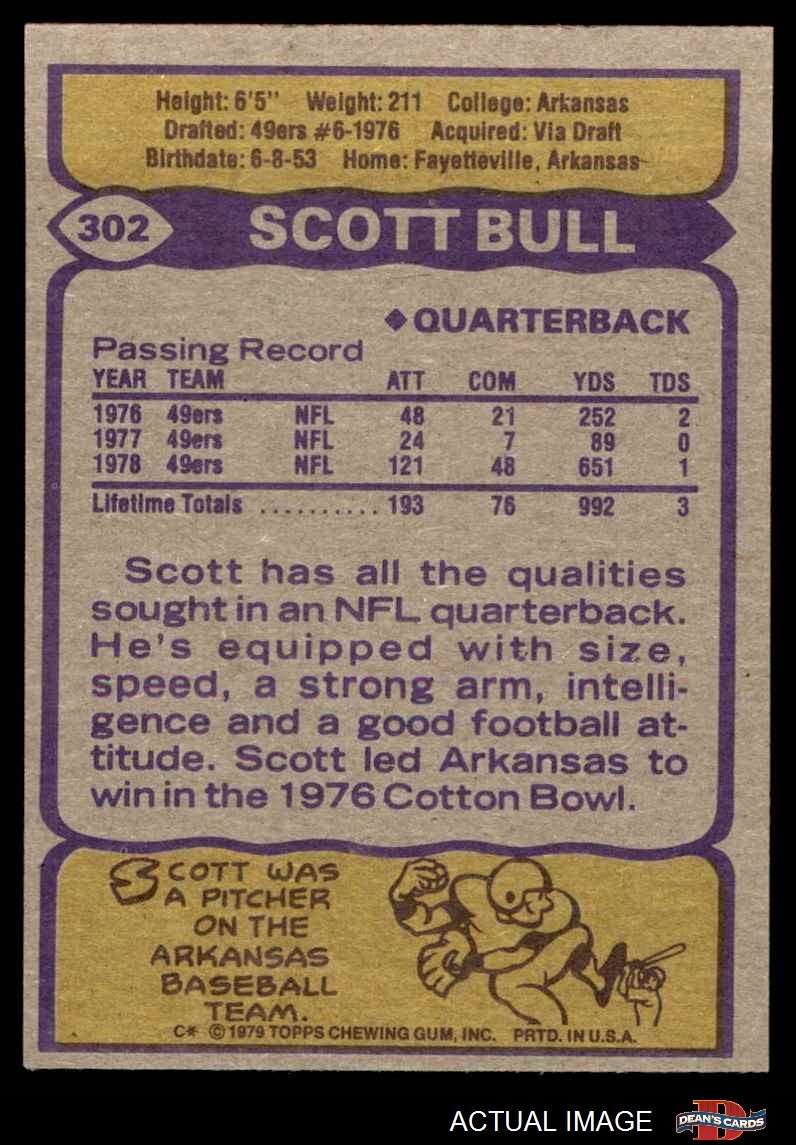 Height: 6'5" Weight: 211 College: Arkansas
Drafted: 49ers #6-1976 Acquired: Via Draft
Birthdate: 6-8-53 Home: Fayetteville, Arkansas
302 SCOTT BULL
◆ QUARTERBACK
Passing Record
YEAR TEAM ATT COM YDS TDS
1976 49ers NFL 48 21 252 2
1977 49ers NFL 24 7 89 0
1978 49ers NFL 121 48 651 1
Lifetime Totals .......... 193 76 992 3
Scott has all the qualities
sought in an NFL quarterback.
He's equipped with size,
speed, a strong arm, intelli-
gence and a good football at-
titude. Scott led Arkansas to
win in the 1976 Cotton Bowl.
SCOTT WAS
A PITCHER
ON THE
ARKANSAS
BASEBALL
TEAM.
C* © 1979 TOPPS CHEWING GUM, INC. PRTD. IN U.S.A.
ACTUAL IMAGE
D
DEAN'S CARDS